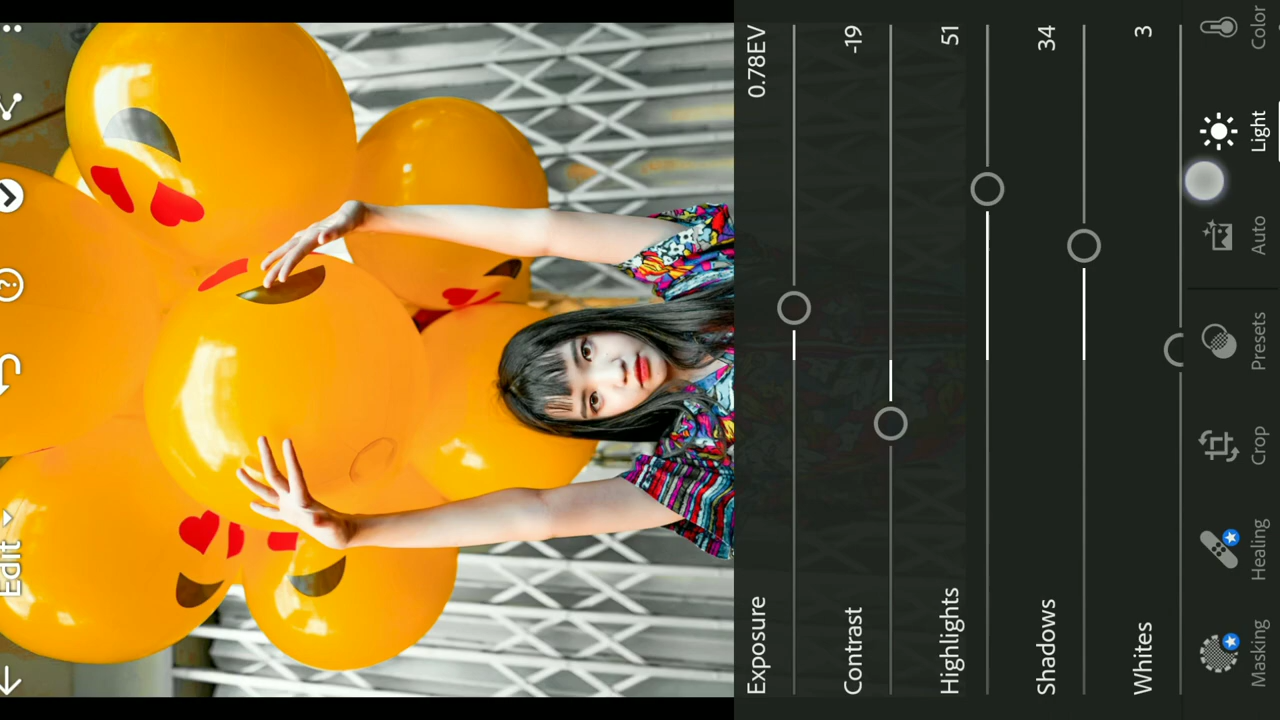 Edit
Exposure 0.78EV
Contrast -19
Highlights 51
Shadows 34
Whites 3
Masking
Healing
Crop
Presets
Auto
Light
Color